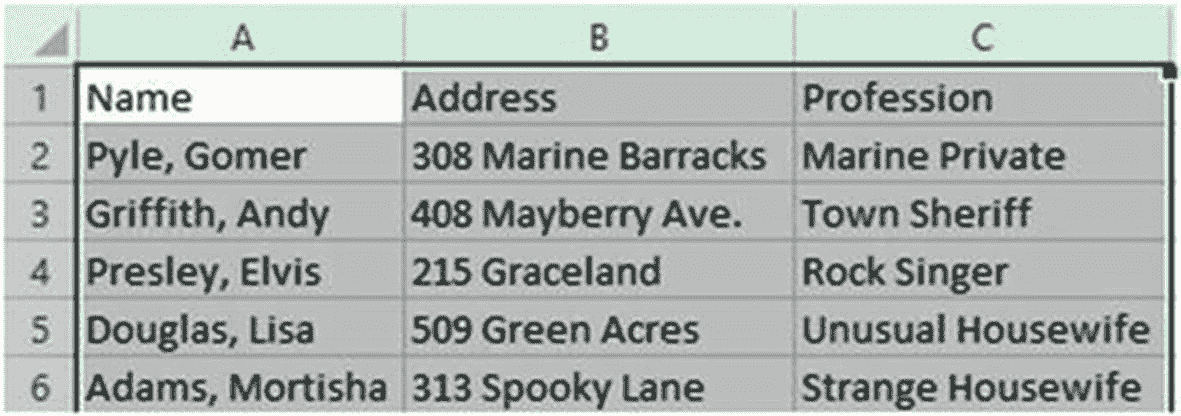 A B C
1 Name Address Profession
2 Pyle, Gomer 308 Marine Barracks Marine Private
3 Griffith, Andy 408 Mayberry Ave. Town Sheriff
4 Presley, Elvis 215 Graceland Rock Singer
5 Douglas, Lisa 509 Green Acres Unusual Housewife
6 Adams, Mortisha 313 Spooky Lane Strange Housewife